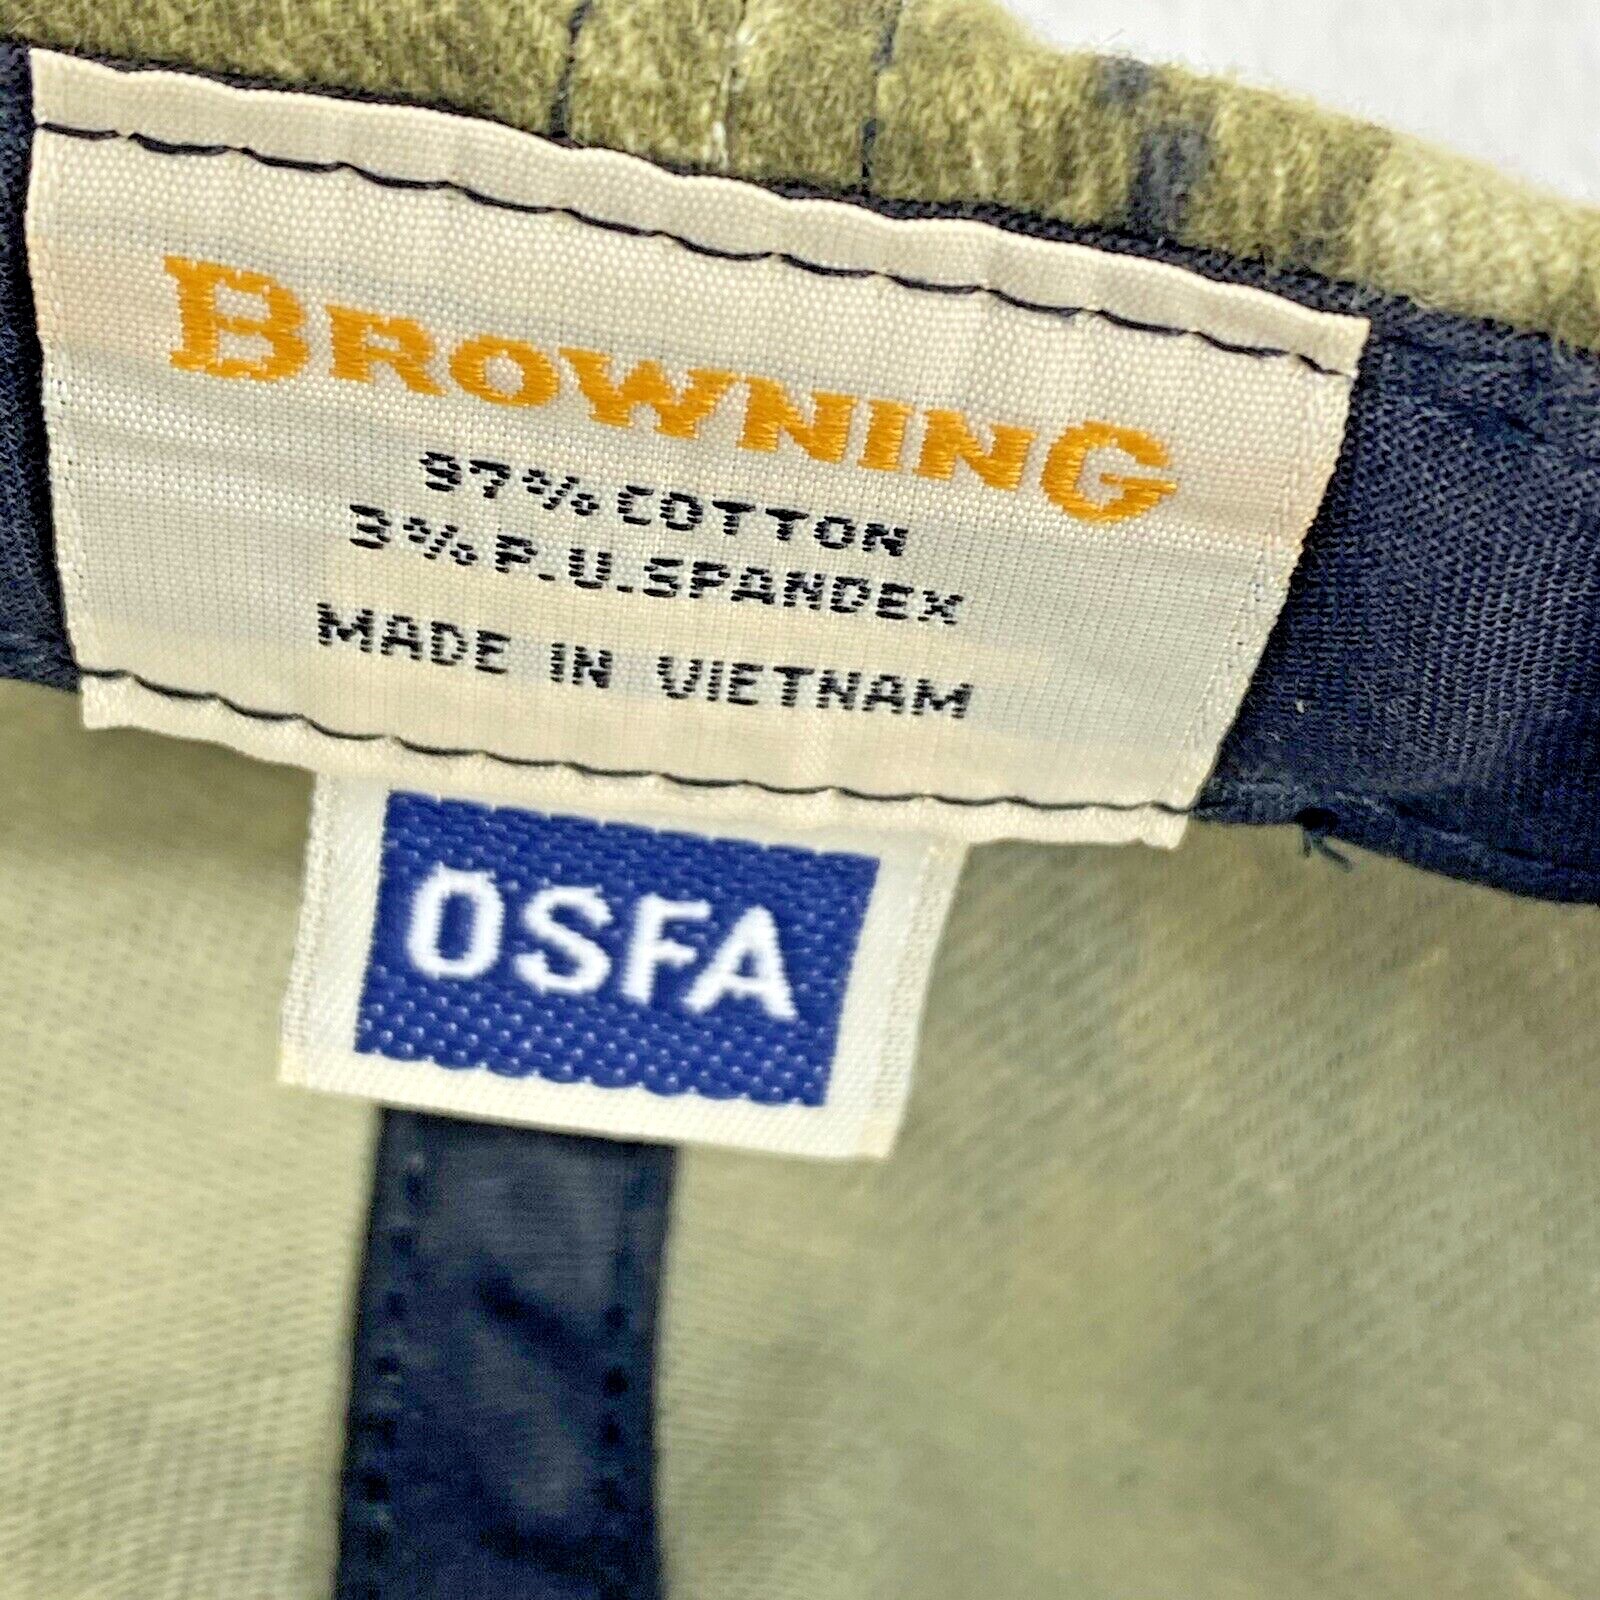 BROWNING
97% COTTON
3% P.U.SPANDEX
MADE IN VIETNAM
OSFA